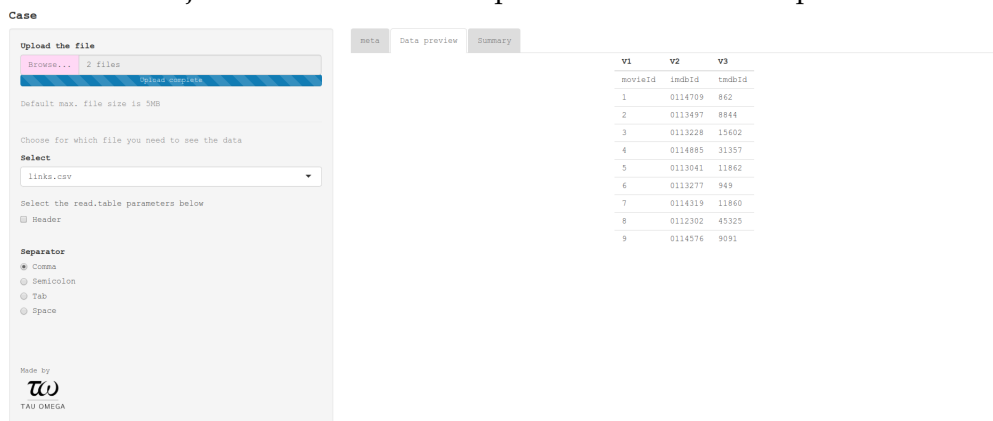 Case
Upload the file
Browse... 2 files
Upload complete
Default max. file size is 5MB
Choose for which file you need to see the data
Select
links.csv
Select the read.table parameters below
Header
Separator
Comma
Semicolon
Tab
Space
Made by
τω
TAU OMEGA
meta Data preview Summary
V1 V2 V3
movieId imdbId tmdbId
1 0114709 862
2 0113497 8844
3 0113228 15602
4 0114885 31357
5 0113041 11862
6 0113277 949
7 0114319 11860
8 0112302 45325
9 0114576 9091